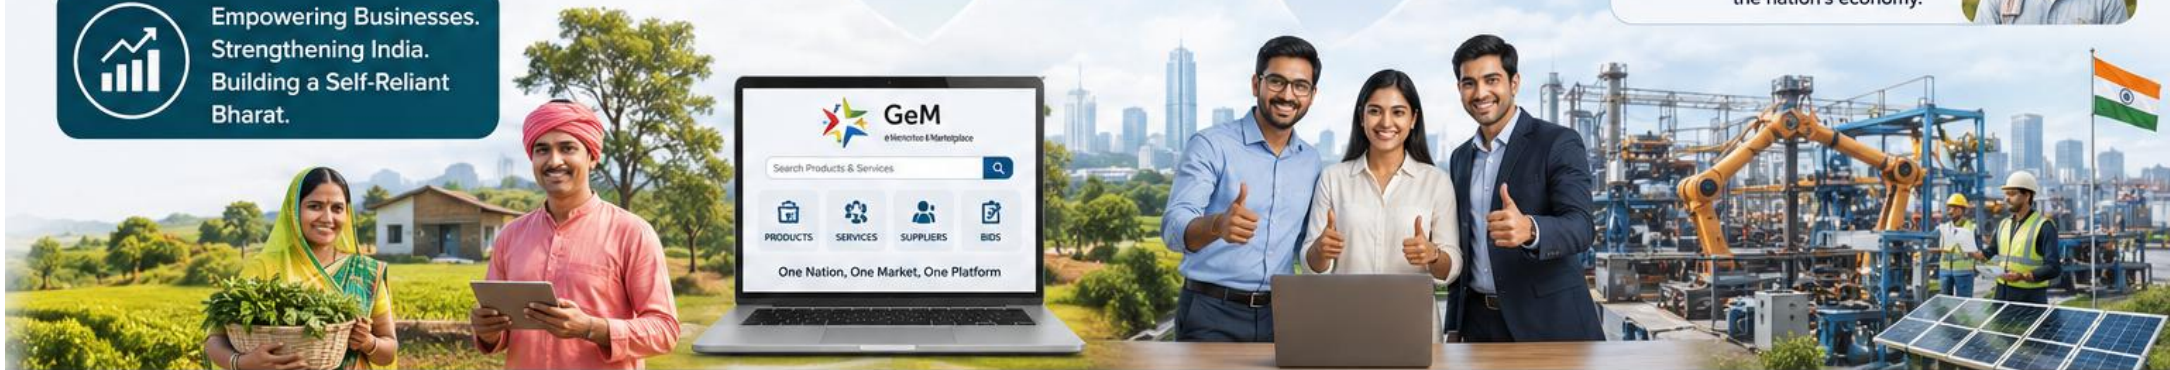 Empowering Businesses.
Strengthening India.
Building a Self-Reliant
Bharat.
the nation's economy.
GeM
Search Products & Services
PRODUCTS
SERVICES
SUPPLIERS
BIDS
One Nation, One Market, One Platform